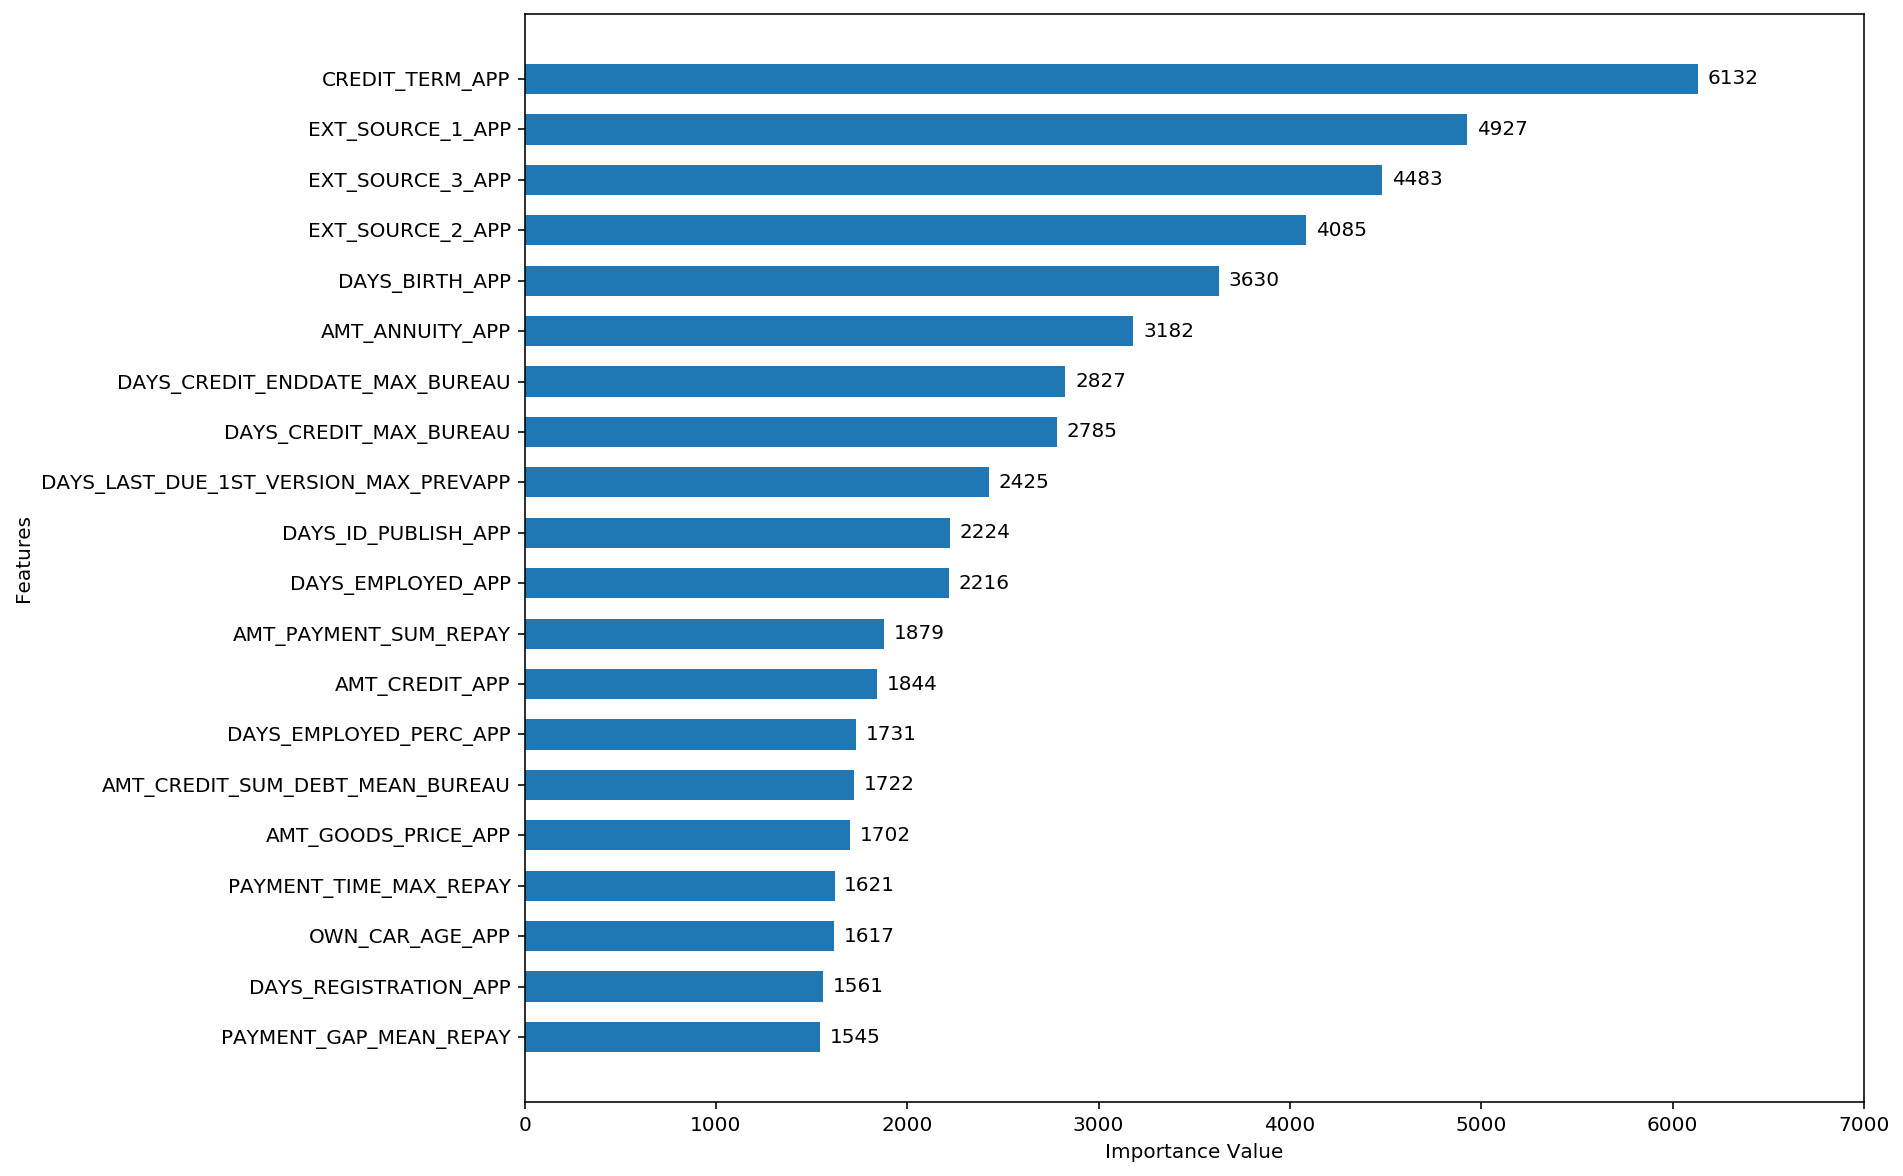 CREDIT_TERM_APP 6132
EXT_SOURCE_1_APP 4927
EXT_SOURCE_3_APP 4483
EXT_SOURCE_2_APP 4085
DAYS_BIRTH_APP 3630
AMT_ANNUITY_APP 3182
DAYS_CREDIT_ENDDATE_MAX_BUREAU 2827
DAYS_CREDIT_MAX_BUREAU 2785
DAYS_LAST_DUE_1ST_VERSION_MAX_PREVAPP 2425
DAYS_ID_PUBLISH_APP 2224
DAYS_EMPLOYED_APP 2216
AMT_PAYMENT_SUM_REPAY 1879
AMT_CREDIT_APP 1844
DAYS_EMPLOYED_PERC_APP 1731
AMT_CREDIT_SUM_DEBT_MEAN_BUREAU 1722
AMT_GOODS_PRICE_APP 1702
PAYMENT_TIME_MAX_REPAY 1621
OWN_CAR_AGE_APP 1617
DAYS_REGISTRATION_APP 1561
PAYMENT_GAP_MEAN_REPAY 1545
Features
0 1000 2000 3000 4000 5000 6000 7000
Importance Value